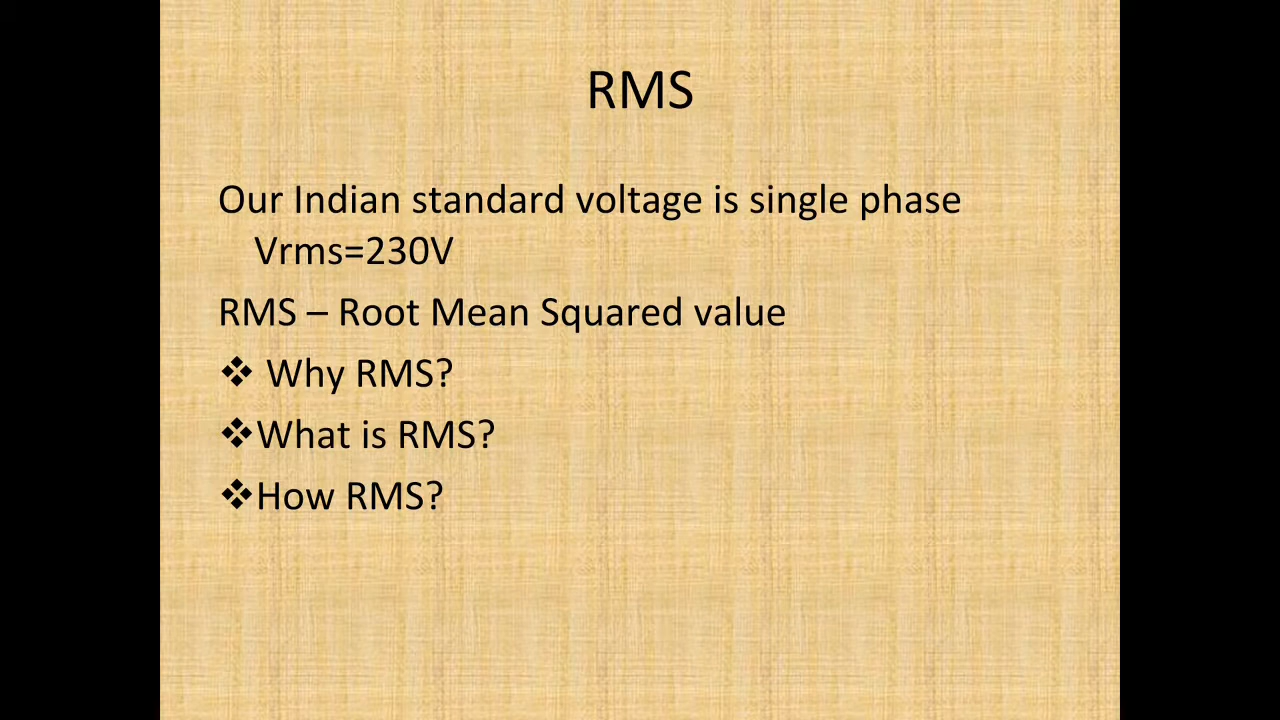 RMS
Our Indian standard voltage is single phase
Vrms=230V
RMS – Root Mean Squared value
❖ Why RMS?
❖What is RMS?
❖How RMS?